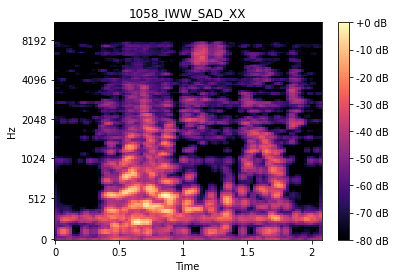 1058_IWW_SAD_XX
8192
4096
2048
1024
512
0
Hz
0
0.5
1
1.5
2
Time
+0 dB
-10 dB
-20 dB
-30 dB
-40 dB
-50 dB
-60 dB
-70 dB
-80 dB